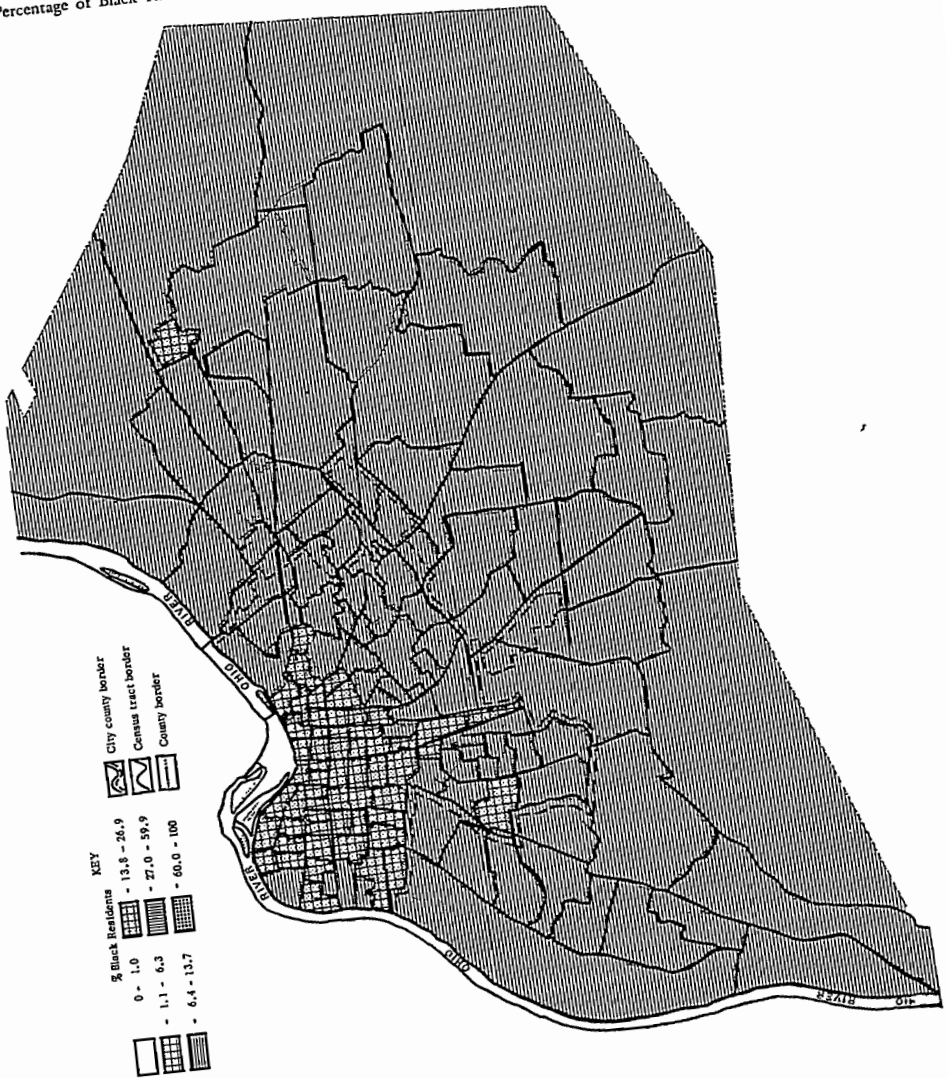 Percentage of Black
% Black Residents KEY
0 - 1.0
- 1.1 - 6.3
- 6.4 - 13.7
- 13.8 - 26.9
- 27.0 - 59.9
- 60.0 - 100
City county border
Census tract border
County border
RIVER
OHIO
RIVER
OHIO
RIVER
OHIO